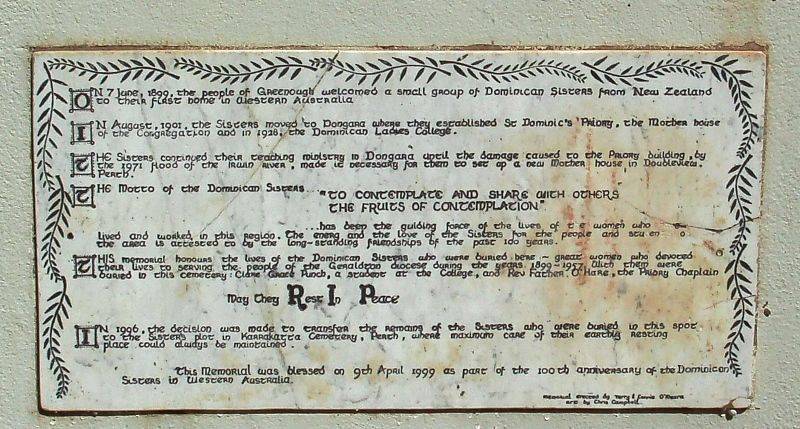 ON 7 June, 1899, the people of Greenough welcomed a small group of Dominican Sisters from New Zealand
to their first home in Western Australia
IN August, 1901, the Sisters moved to Dongara where they established St Dominic's Priory, the Mother house
of the Congregation and in 1928, the Dominican Ladies College.
THE Sisters continued their teaching ministry in Dongara until the damage caused to the Priory building, by
the 1971 flood of the Irwin River, made it necessary for them to set up a new Mother house in Doubleview,
Perth.
THE Motto of the Dominican Sisters...
"TO CONTEMPLATE AND SHARE WITH OTHERS
THE FRUITS OF CONTEMPLATION"
...has been the guiding force of the lives of the women who
lived and worked in this region. The energy and the love of the Sisters for the people and
the area is attested to by the long-standing friendships of the past 100 years.
THIS memorial honours the lives of the Dominican Sisters who were buried here ~ great women who devoted
their lives to serving the people of the Geraldton diocese during the years 1899-1971. With them were
buried in this cemetery: Grace Punch, a student at the College, and Rev Father O'Hare, the Priory Chaplain
May They Rest In Peace
IN 1996, the decision was made to transfer the remains of the Sisters who were buried in this spot
to the Sisters' plot in Karrakatta Cemetery, Perth, where maximum care of their earthly resting
place could always be maintained.
This Memorial was blessed on 9th April 1999 as part of the 100th anniversary of the Dominican
Sisters in Western Australia.
memorial erected by Terry & O'Meara
art by Chris Campbell